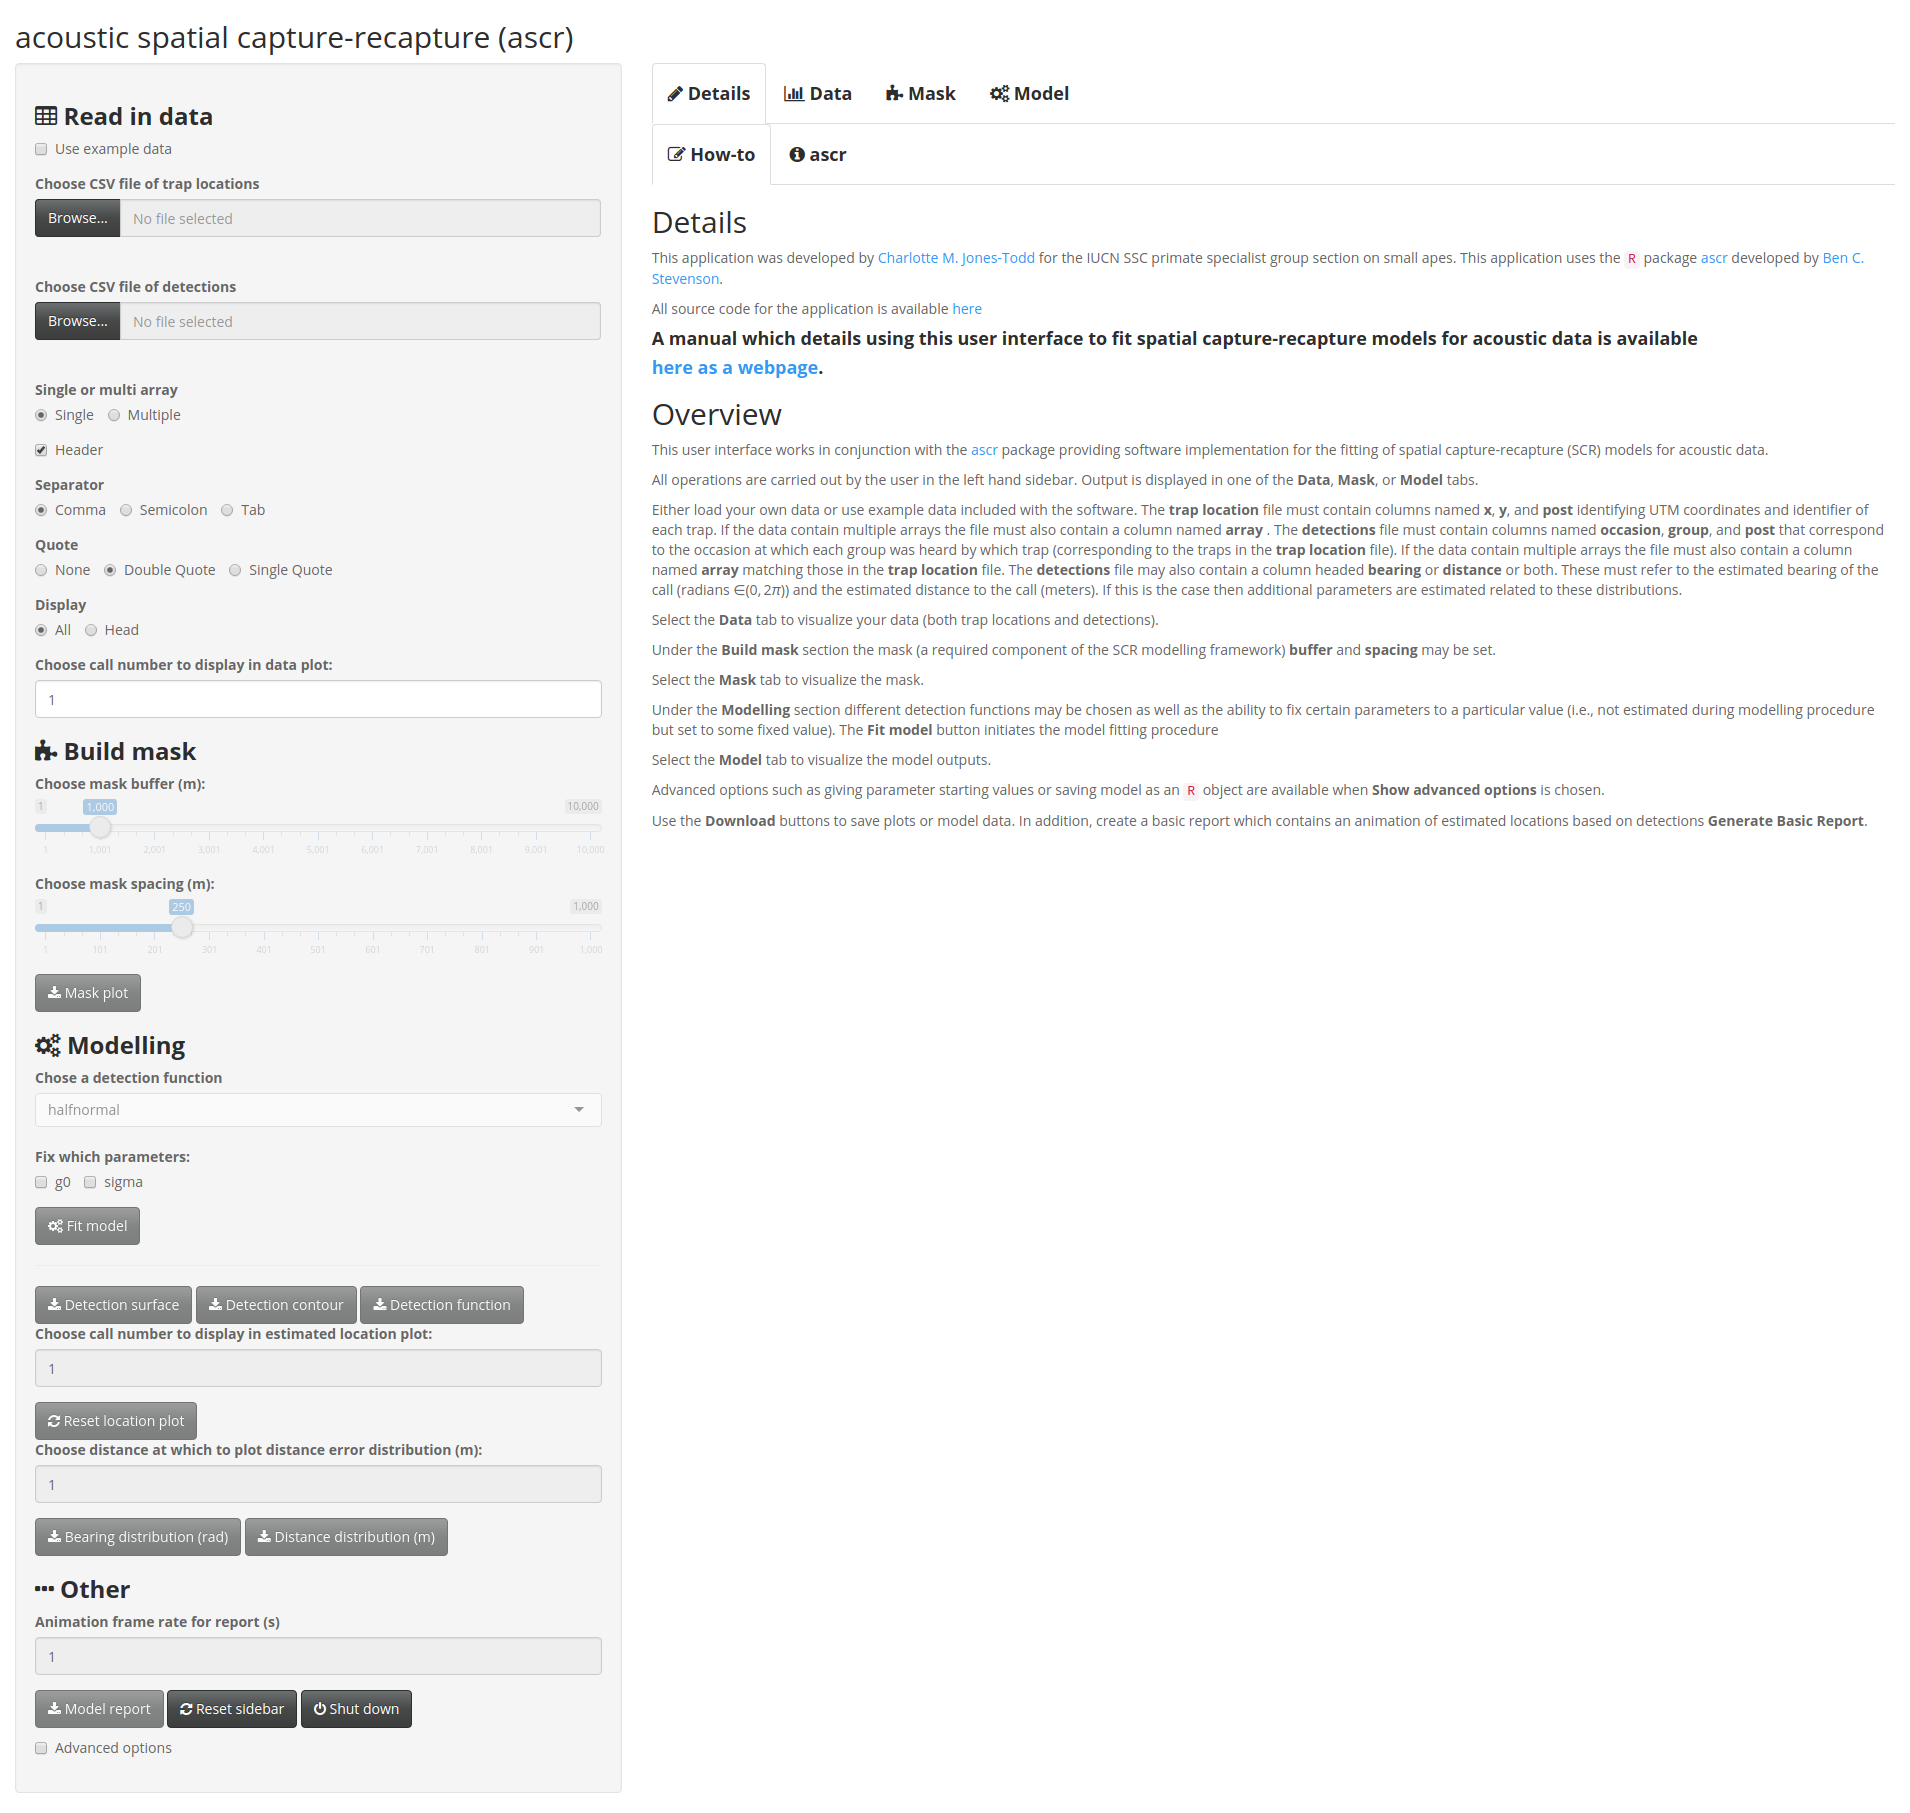 acoustic spatial capture-recapture (ascr)
Read in data
Use example data
Choose CSV file of trap locations
Browse... No file selected
Choose CSV file of detections
Browse... No file selected
Single or multi array
Single Multiple
Header
Separator
Comma Semicolon Tab
Quote
None Double Quote Single Quote
Display
All Head
Choose call number to display in data plot:
1
Build mask
Choose mask buffer (m):
1 1,000 10,000
1 1,001 2,001 3,001 4,001 5,001 6,001 7,001 8,001 9,001 10,000
Choose mask spacing (m):
1 250 1,000
1 101 201 301 401 501 601 701 801 901 1,000
Mask plot
Modelling
Chose a detection function
halfnormal
Fix which parameters:
g0 sigma
Fit model
Detection surface Detection contour Detection function
Choose call number to display in estimated location plot:
1
Reset location plot
Choose distance at which to plot distance error distribution (m):
1
Bearing distribution (rad) Distance distribution (m)
Other
Animation frame rate for report (s)
1
Model report Reset sidebar Shut down
Advanced options
Details Data Mask Model
How-to ascr
Details
This application was developed by Charlotte M. Jones-Todd for the IUCN SSC primate specialist group section on small apes. This application uses the R package ascr developed by Ben C.
Stevenson.
All source code for the application is available here
A manual which details using this user interface to fit spatial capture-recapture models for acoustic data is available
here as a webpage.
Overview
This user interface works in conjunction with the ascr package providing software implementation for the fitting of spatial capture-recapture (SCR) models for acoustic data.
All operations are carried out by the user in the left hand sidebar. Output is displayed in one of the Data, Mask, or Model tabs.
Either load your own data or use example data included with the software. The trap location file must contain columns named x, y, and post identifying UTM coordinates and identifier of
each trap. If the data contain multiple arrays the file must also contain a column named array . The detections file must contain columns named occasion, group, and post that correspond
to the occasion at which each group was heard by which trap (corresponding to the traps in the trap location file). If the data contain multiple arrays the file must also contain a column
named array matching those in the trap location file. The detections file may also contain a column headed bearing or distance or both. These must refer to the estimated bearing of the
call (radians ∈(0, 2π)) and the estimated distance to the call (meters). If this is the case then additional parameters are estimated related to these distributions.
Select the Data tab to visualize your data (both trap locations and detections).
Under the Build mask section the mask (a required component of the SCR modelling framework) buffer and spacing may be set.
Select the Mask tab to visualize the mask.
Under the Modelling section different detection functions may be chosen as well as the ability to fix certain parameters to a particular value (i.e., not estimated during modelling procedure
but set to some fixed value). The Fit model button initiates the model fitting procedure
Select the Model tab to visualize the model outputs.
Advanced options such as giving parameter starting values or saving model as an R object are available when Show advanced options is chosen.
Use the Download buttons to save plots or model data. In addition, create a basic report which contains an animation of estimated locations based on detections Generate Basic Report.